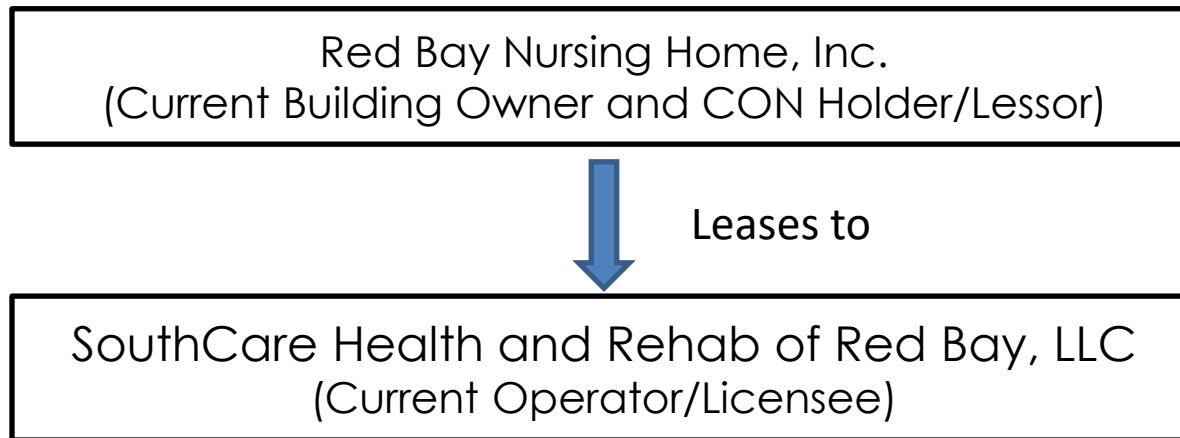 Red Bay Nursing Home, Inc.
(Current Building Owner and CON Holder/Lessor)
Leases to
SouthCare Health and Rehab of Red Bay, LLC
(Current Operator/Licensee)